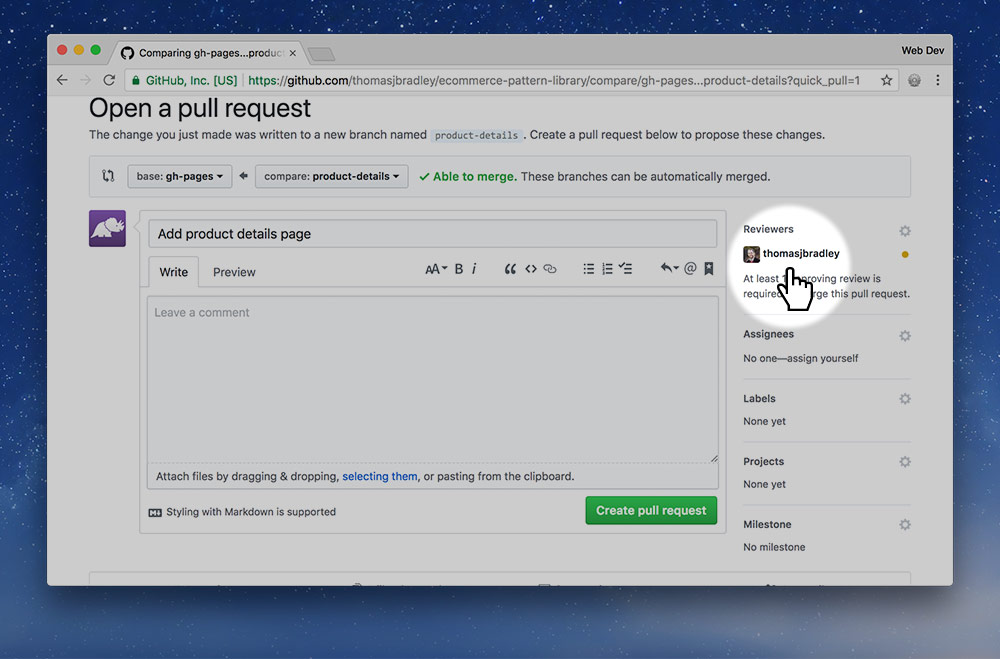 Comparing gh-pages...produc
Web Dev
GitHub, Inc. [US] https://github.com/thomasjbradley/ecommerce-pattern-library/compare/gh-pages...product-details?quick_pull=1
Open a pull request
The change you just made was written to a new branch named product-details . Create a pull request below to propose these changes.
base: gh-pages compare: product-details Able to merge. These branches can be automatically merged.
Add product details page
Write Preview
AA B i
Leave a comment
Attach files by dragging & dropping, selecting them, or pasting from the clipboard.
Styling with Markdown is supported
Create pull request
Reviewers
thomasjbradley
At least 1 approving review is
required merge this pull request.
Assignees
No one—assign yourself
Labels
None yet
Projects
None yet
Milestone
No milestone